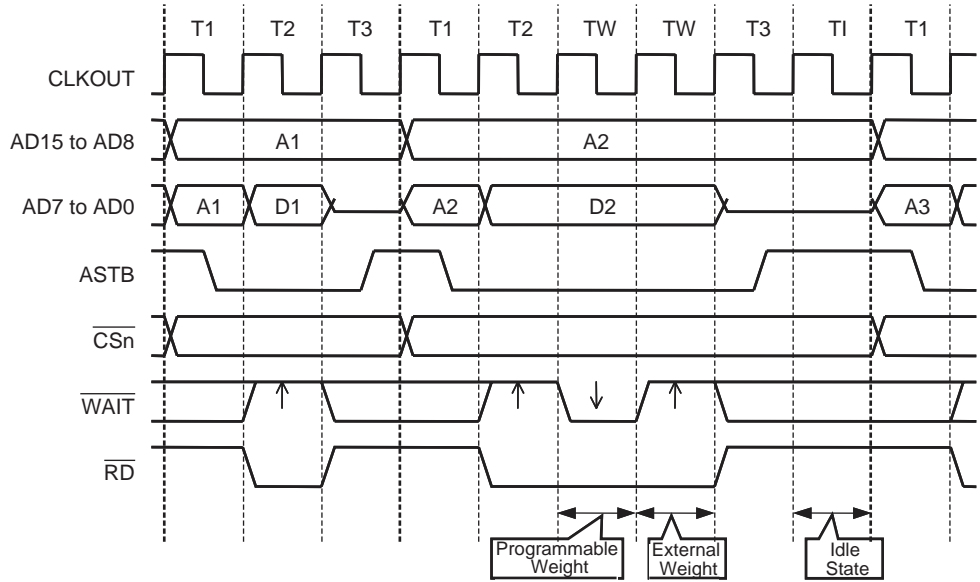 T1 T2 T3 T1 T2 TW TW T3 TI T1
CLKOUT
AD15 to AD8 A1 A2
AD7 to AD0 A1 D1 A2 D2 A3
ASTB
CSn
WAIT
RD
Programmable
Weight
External
Weight
Idle
State